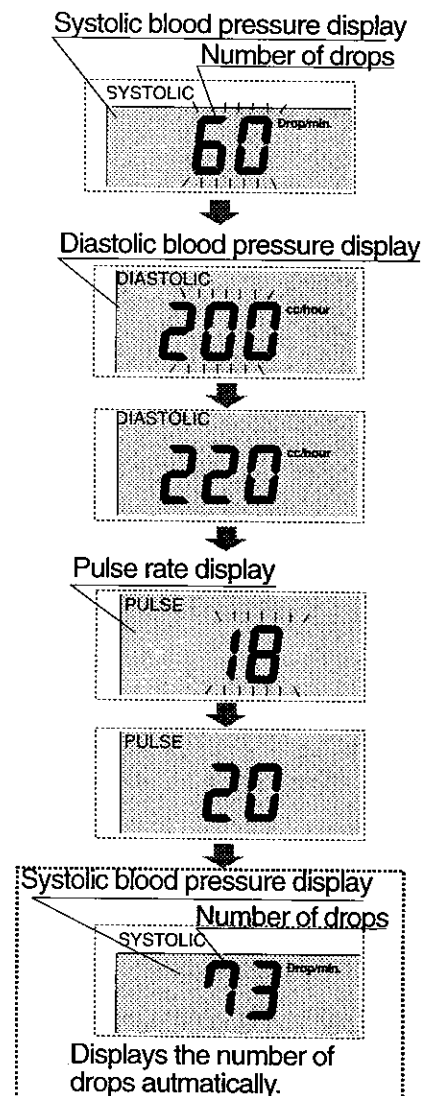 Systolic blood pressure display
Number of drops
SYSTOLIC
60 Drop/min.
Diastolic blood pressure display
DIASTOLIC
200 cc/hour
DIASTOLIC
220 cc/hour
Pulse rate display
PULSE
18
PULSE
20
Systolic blood pressure display
Number of drops
SYSTOLIC
73 Drop/min.
Displays the number of
drops autmatically.